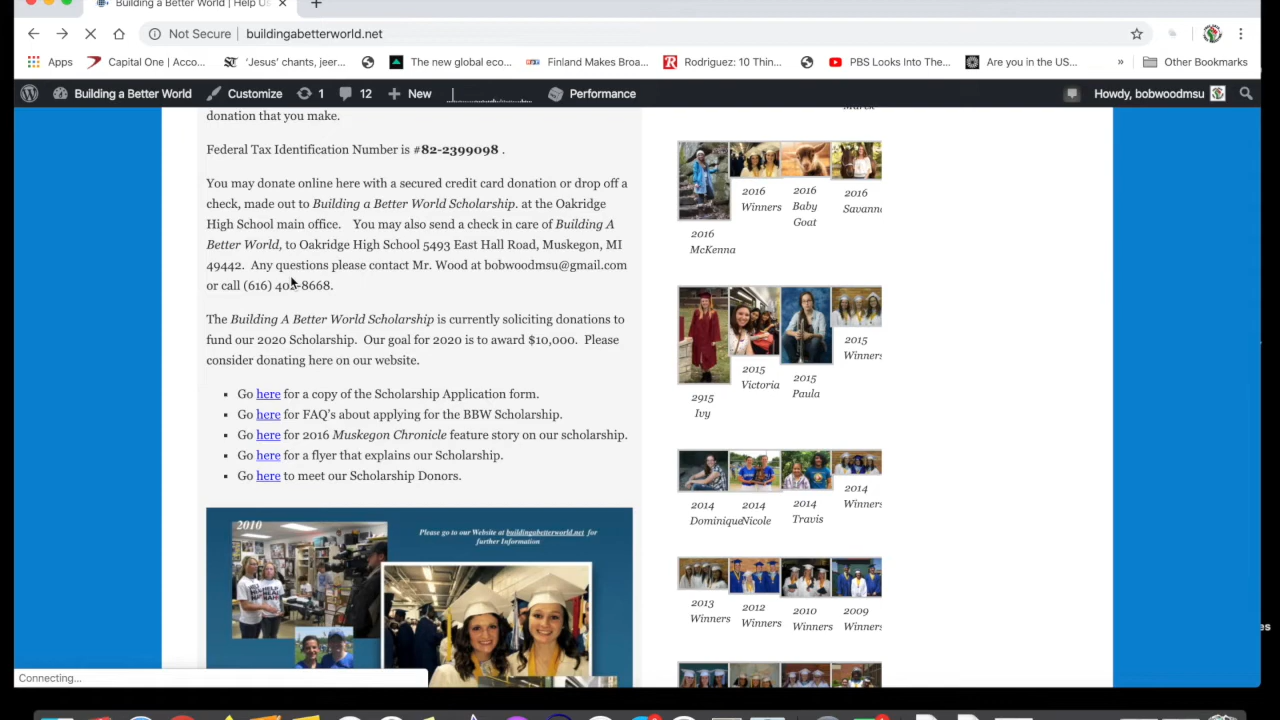 Building a Better World | Help Us
Not Secure | buildingabetterworld.net
Apps Capital One | Acco... 'Jesus' chants, jeer... The new global eco... Finland Makes Broa... Rodriguez: 10 Thin... PBS Looks Into The... Are you in the US... » Other Bookmarks
Building a Better World Customize 1 12 New Performance Howdy, bobwoodmsu
donation that you make.
Federal Tax Identification Number is #82-2399098 .
You may donate online here with a secured credit card donation or drop off a
check, made out to Building a Better World Scholarship. at the Oakridge
High School main office. You may also send a check in care of Building A
Better World, to Oakridge High School 5493 East Hall Road, Muskegon, MI
49442. Any questions please contact Mr. Wood at bobwoodmsu@gmail.com
or call (616) 40 -8668.
The Building A Better World Scholarship is currently soliciting donations to
fund our 2020 Scholarship. Our goal for 2020 is to award $10,000. Please
consider donating here on our website.
Go here for a copy of the Scholarship Application form.
Go here for FAQ's about applying for the BBW Scholarship.
Go here for 2016 Muskegon Chronicle feature story on our scholarship.
Go here for a flyer that explains our Scholarship.
Go here to meet our Scholarship Donors.
2010
Please go to our Website at buildingabetterworld.net for
further Information
2016
McKenna
2016
Winners
2016
Baby
Goat
2016
Savanna
2915
Ivy
2015
Victoria
2015
Paula
2015
Winners
2014
Dominique
2014
Nicole
2014
Travis
2014
Winners
2013
Winners
2012
Winners
2010
Winners
2009
Winners
Connecting...